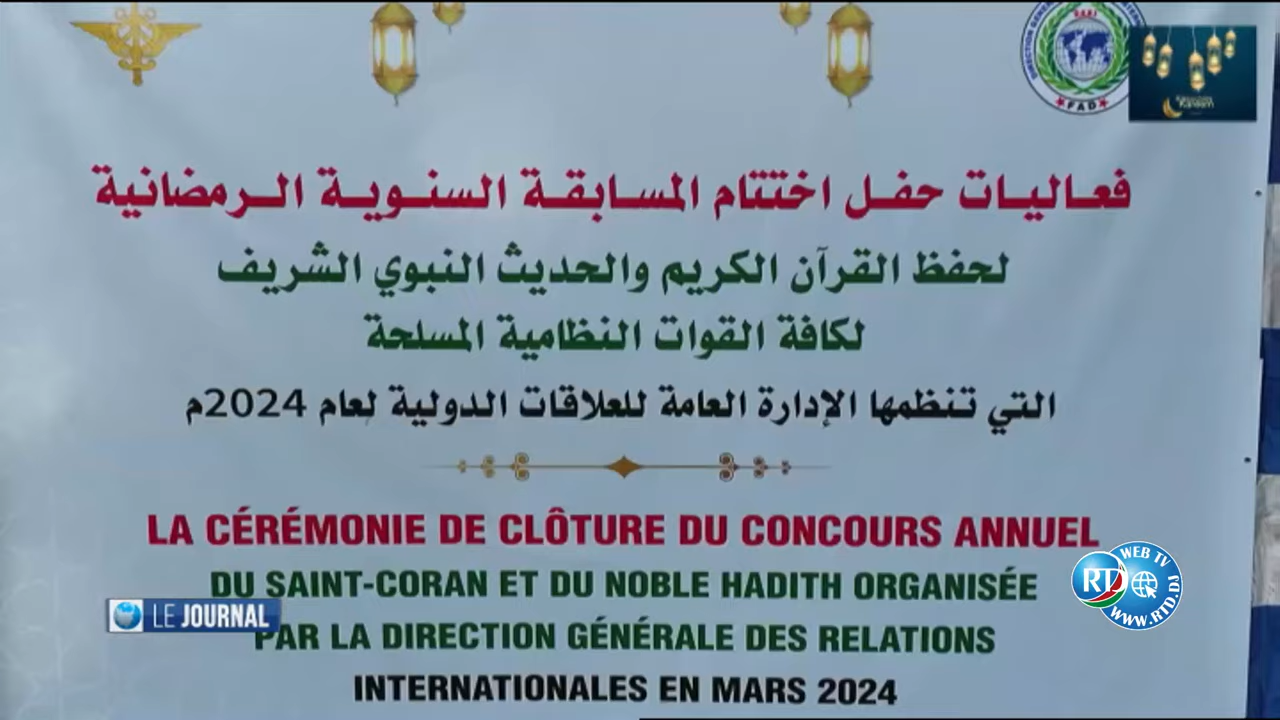 DIRECTION GÉNÉRALE
FAD
Kareem
فعاليات حفل اختتام المسابقة السنوية الرمضانية
لحفظ القرآن الكريم والحديث النبوي الشريف
لكافة القوات النظامية المسلحة
التي تنظمها الإدارة العامة للعلاقات الدولية لعام 2024م
LA CÉRÉMONIE DE CLÔTURE DU CONCOURS ANNUEL
DU SAINT-CORAN ET DU NOBLE HADITH ORGANISÉE
PAR LA DIRECTION GÉNÉRALE DES RELATIONS
INTERNATIONALES EN MARS 2024
LE JOURNAL
RTD WEB TV
WWW.RTD.DJ